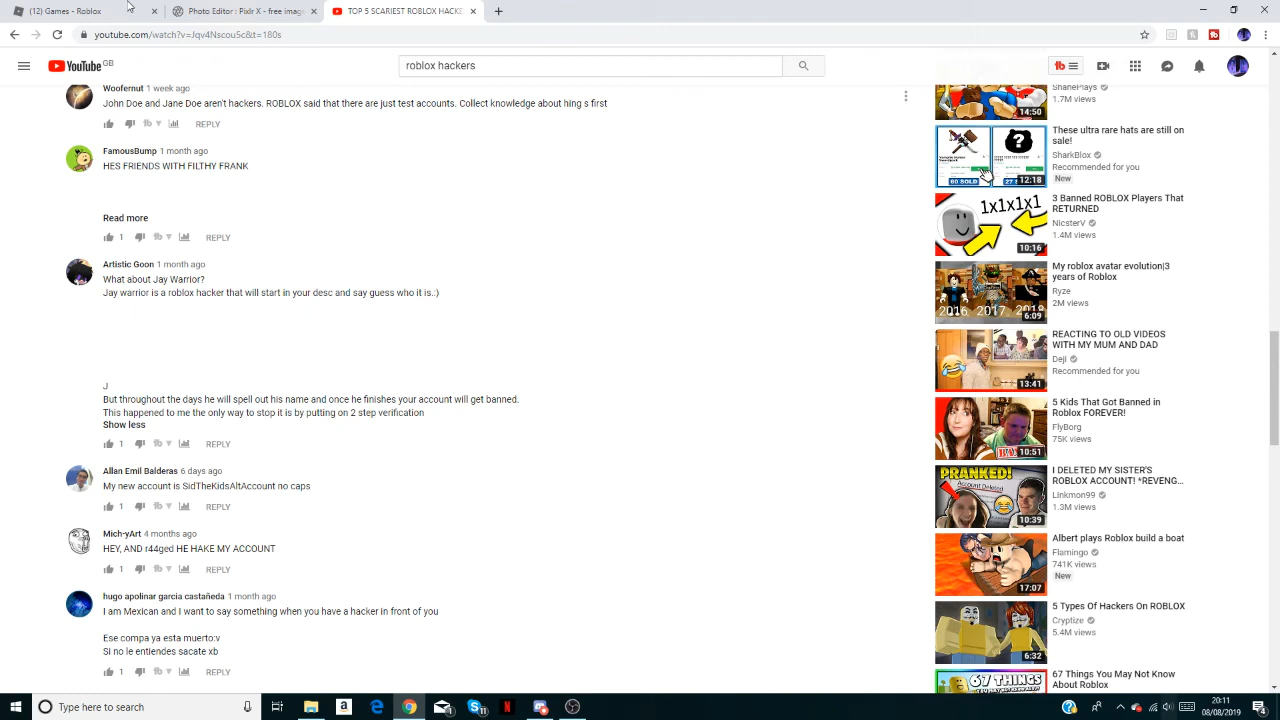 (12) Games - Roblox
Photo Editor : Pixlr X - free image
TOP 5 SCARIEST ROBLOX HACKE
youtube.com/watch?v=Jqv4Nscou5c&t=180s
YouTube GB
roblox hackers
Woofernut 1 week ago
John Doe and Jane Doe aren't hackers. ROBLOX said that there are just test accounts. Collect knowledge about hing s first
REPLY
FamousBump 1 month ago
HES FRIENDS WITH FILTHY FRANK
Read more
1 REPLY
Artistic Goon 1 month ago
What about Jay Warrior?
Jay warrior is a roblox hacker that will start in your desc and say guess who it is.:)
J
But throughout the days he will spell out his name and once he finishes your account will get banned.
This happened to me the only way to stop it is by putting on 2 step verification
Show less
1 REPLY
Allan Emil Balderas 6 days ago
My new account is SidTheKidsAltAccount
REPLY
Mich-yArt 4 months ago
HEY, AND r44ged HE HAKE MY ACCOUNT
1 REPLY
hugo apolinar garcia castañeda 1 month ago
I am Mexican and I want to say something when you have a hacker in front of you
Ese compa ya esta muerto:v
SI no le entiendes sacate xb
1 REPLY
ShanePlays
1.7M views
14:50
These ultra rare hats are still on
sale!
SharkBlox
Recommended for you
New
?
60 SOLD
12:18
3 Banned ROBLOX Players That
RETURNED
NicsterV
1.4M views
1x1x1x1
10:16
My roblox avatar evolution|3
years of Roblox
Ryze
2M views
2016 2017 2018
6:09
REACTING TO OLD VIDEOS
WITH MY MUM AND DAD
Deji
Recommended for you
13:41
5 Kids That Got Banned in
Roblox FOREVER!
FlyBorg
75K views
10:51
I DELETED MY SISTER'S
ROBLOX ACCOUNT! *REVENG...
Linkmon99
1.3M views
PRANKED!
Account Deleted
10:39
Albert plays Roblox build a boat
Flamingo
741K views
New
17:07
5 Types Of Hackers On ROBLOX
Cryptize
5.4M views
6:32
67 Things You May Not Know
About Roblox
67 THINGS
Type here to search
20:11
08/08/2019